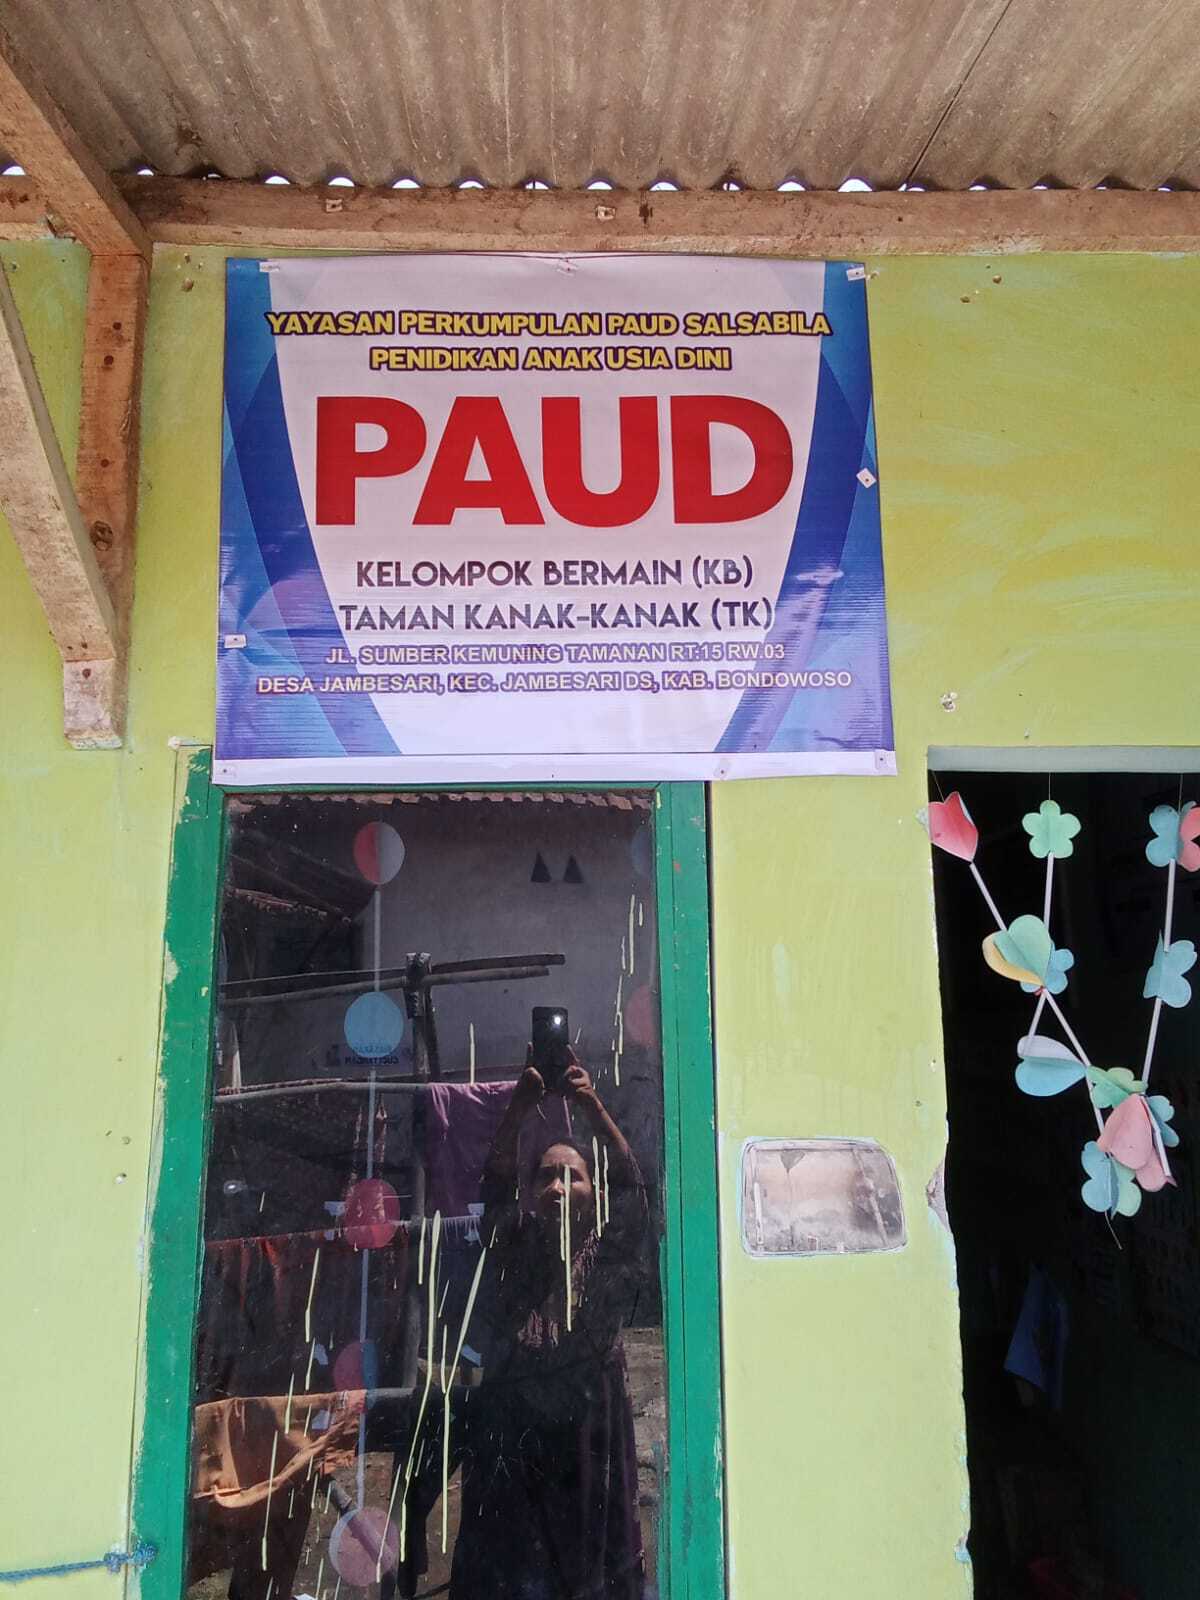 YAYASAN PERKUMPULAN PAUD SALSABILA
PENIDIKAN ANAK USIA DINI
PAUD
KELOMPOK BERMAIN (KB)
TAMAN KANAK-KANAK (TK)
JL. SUMBER KEMUNING TAMANAN RT:15 RW.03
DESA JAMBESARI, KEC. JAMBESARI DS, KAB. BONDOWOSO